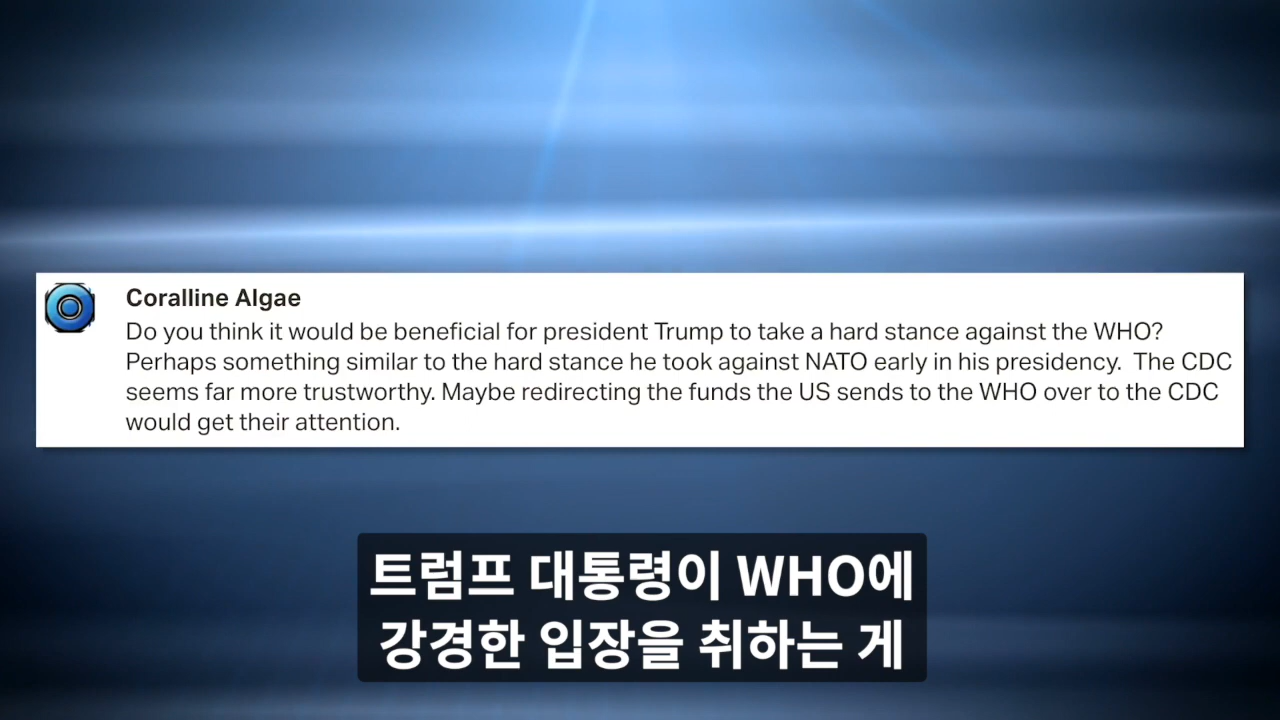 Coralline Algae
Do you think it would be beneficial for president Trump to take a hard stance against the WHO?
Perhaps something similar to the hard stance he took against NATO early in his presidency.  The CDC
seems far more trustworthy. Maybe redirecting the funds the US sends to the WHO over to the CDC
would get their attention.
트럼프 대통령이 WHO에
강경한 입장을 취하는 게